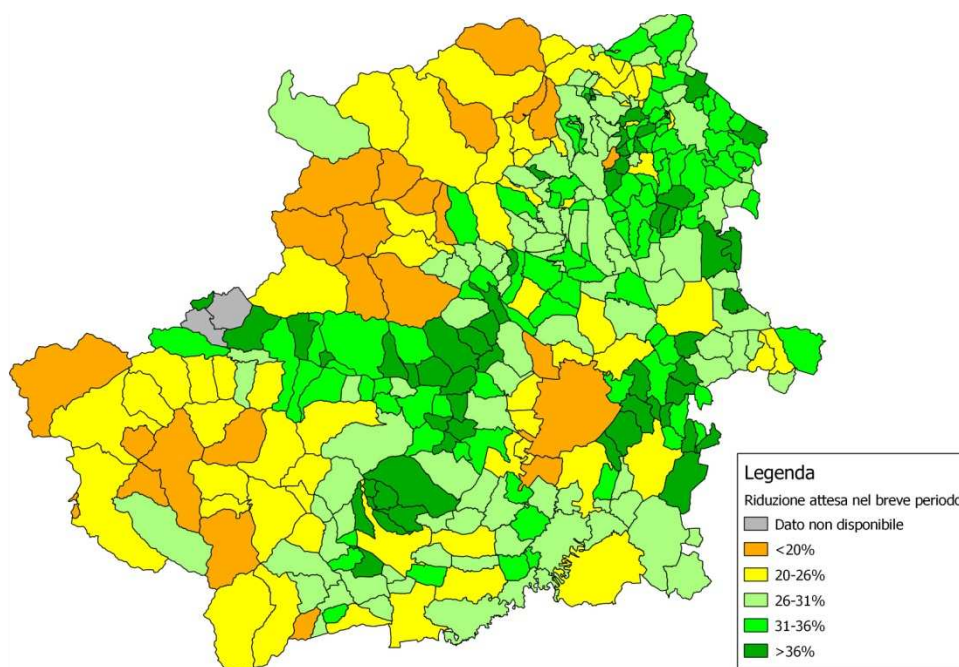 Legenda
Riduzione attesa nel breve periodo
Dato non disponibile
<20%
20-26%
26-31%
31-36%
>36%